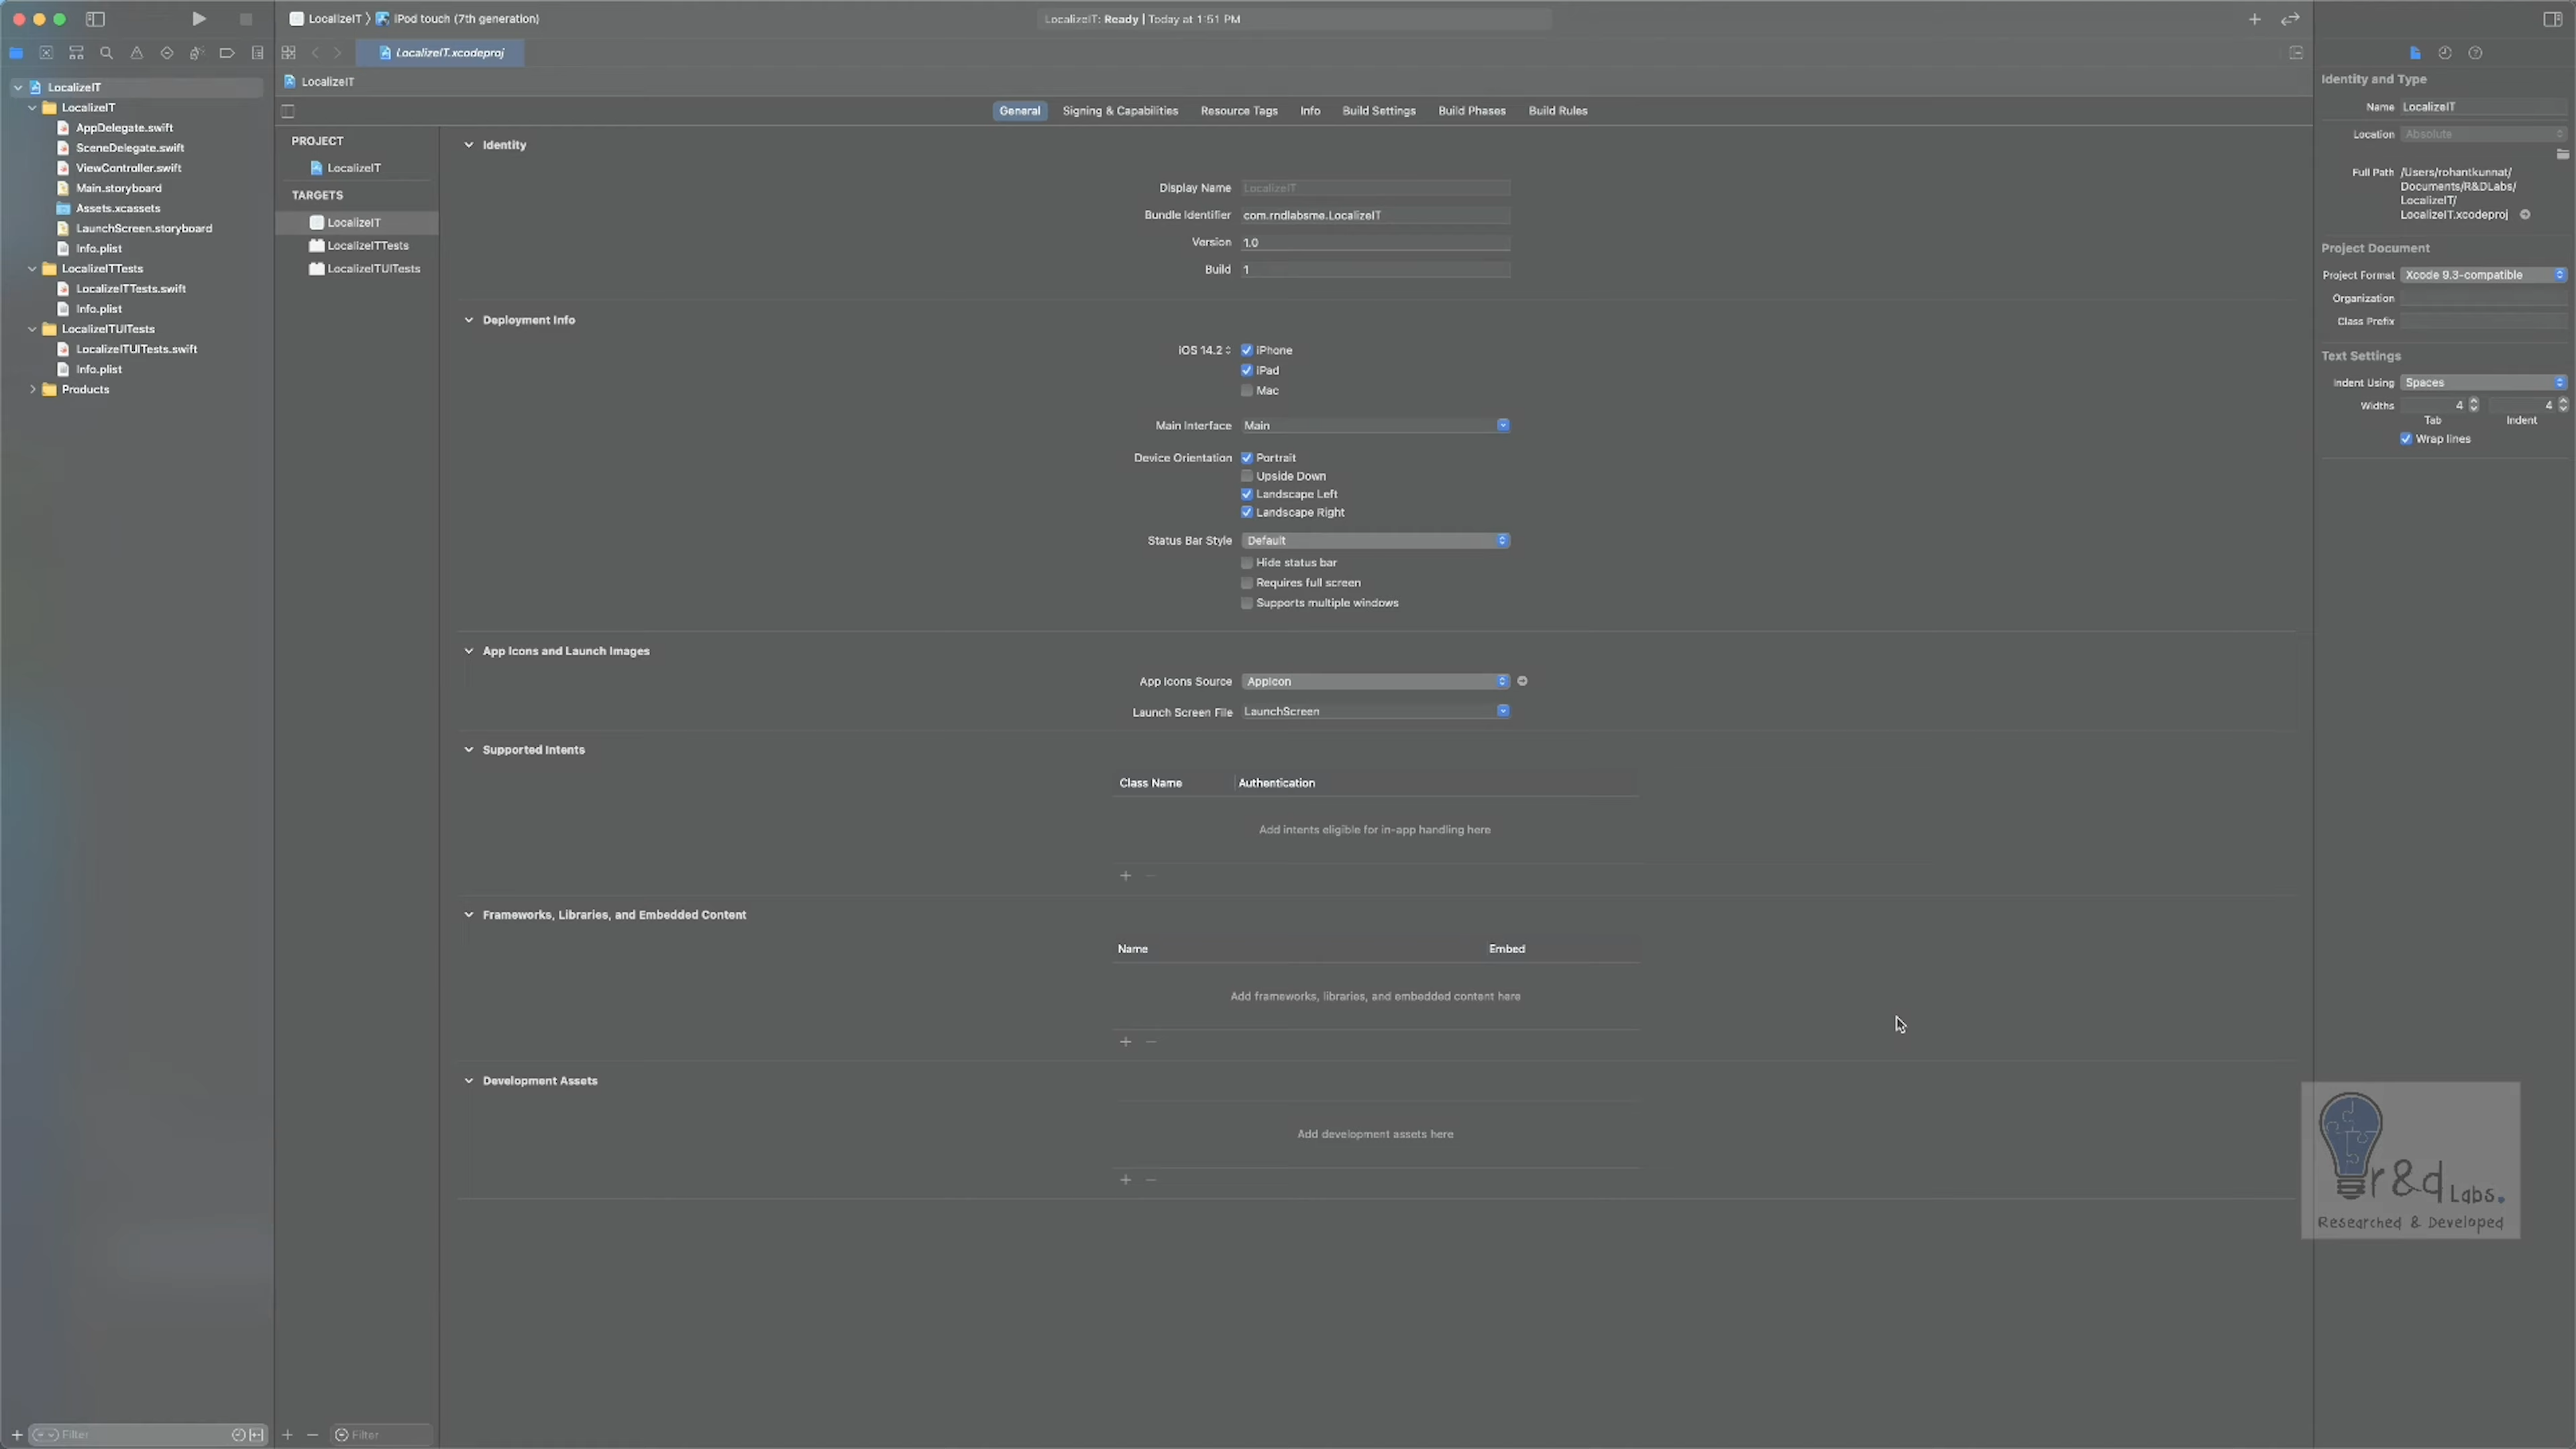 LocalizeIT
iPod touch (7th generation)
LocalizeIT: Ready | Today at 1:51 PM
LocalizeIT.xcodeproj
LocalizeIT
LocalizeIT
LocalizeIT
AppDelegate.swift
SceneDelegate.swift
ViewController.swift
Main.storyboard
Assets.xcassets
LaunchScreen.storyboard
Info.plist
LocalizeITTests
LocalizeITTests.swift
Info.plist
LocalizeITUITests
LocalizeITUITests.swift
Info.plist
Products
Filter
General
Signing & Capabilities
Resource Tags
Info
Build Settings
Build Phases
Build Rules
PROJECT
LocalizeIT
TARGETS
LocalizeIT
LocalizeITTests
LocalizeITUITests
Filter
Identity
Display Name LocalizeIT
Bundle Identifier com.rndlabsme.LocalizeIT
Version 1.0
Build 1
Deployment Info
iOS 14.2 iPhone
iPad
Mac
Main Interface Main
Device Orientation Portrait
Upside Down
Landscape Left
Landscape Right
Status Bar Style Default
Hide status bar
Requires full screen
Supports multiple windows
App Icons and Launch Images
App Icons Source AppIcon
Launch Screen File LaunchScreen
Supported Intents
Class Name Authentication
Add intents eligible for in-app handling here
Frameworks, Libraries, and Embedded Content
Name Embed
Add frameworks, libraries, and embedded content here
Development Assets
Add development assets here
Identity and Type
Name LocalizeIT
Location Absolute
Full Path /Users/rohantkunnat/
Documents/R&DLabs/
LocalizeIT/
LocalizeIT.xcodeproj
Project Document
Project Format Xcode 9.3-compatible
Organization
Class Prefix
Text Settings
Indent Using Spaces
Widths 4 4
Tab Indent
Wrap lines
r&d Labs.
Researched & Developed